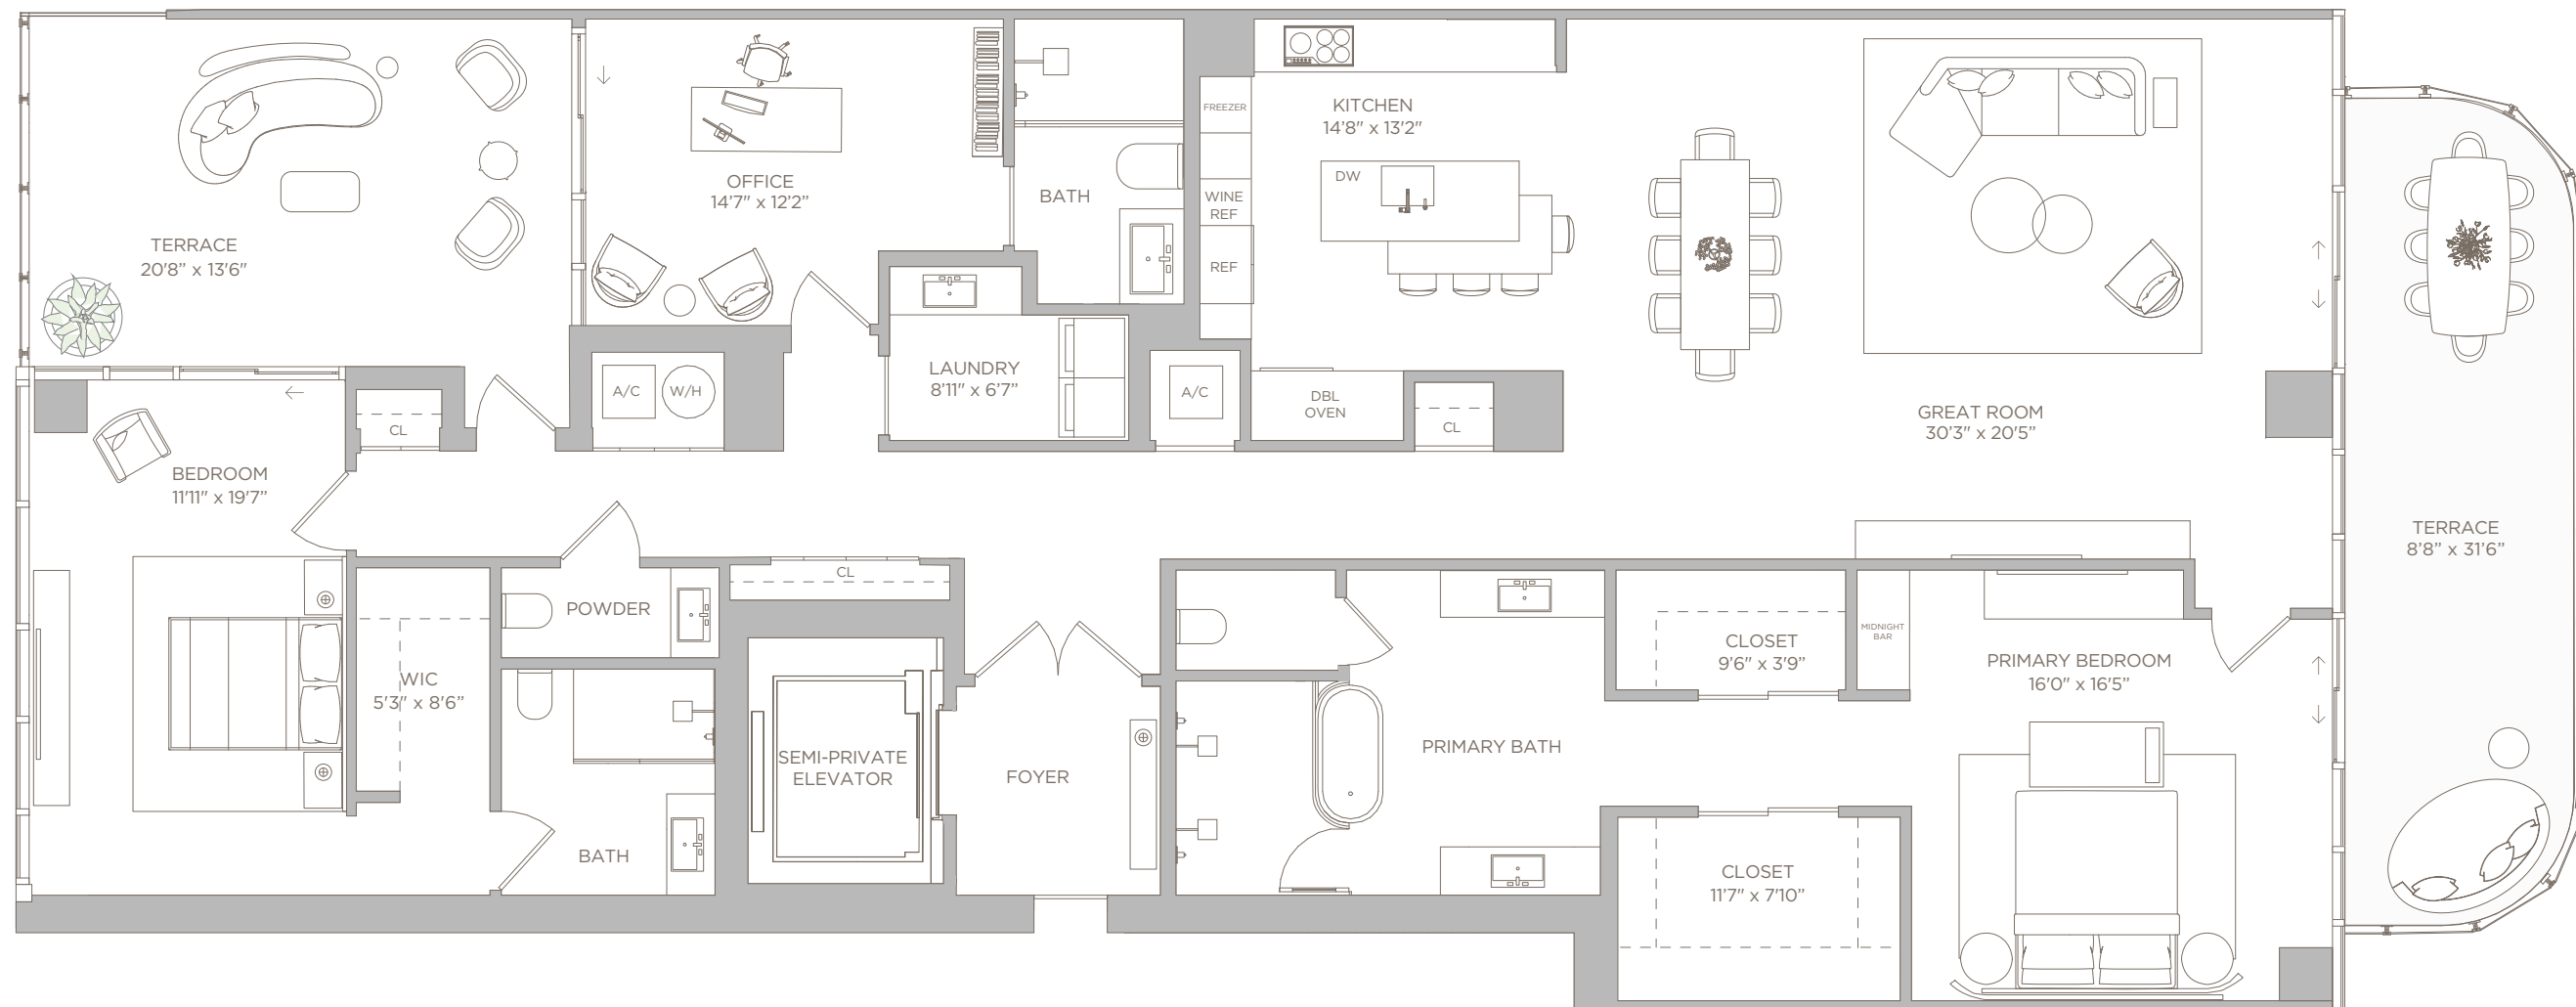 TERRACE
20'8" x 13'6"
OFFICE
14'7" x 12'2"
BATH
FREEZER
WINE
REF
REF
KITCHEN
14'8" x 13'2"
DW
GREAT ROOM
30'3" x 20'5"
TERRACE
8'8" x 31'6"
BEDROOM
11'11" x 19'7"
CL
A/C
W/H
LAUNDRY
8'11" x 6'7"
A/C
DBL
OVEN
CL
WIC
5'3" x 8'6"
POWDER
CL
BATH
SEMI-PRIVATE
ELEVATOR
FOYER
PRIMARY BATH
CLOSET
9'6" x 3'9"
MIDNIGHT
BAR
PRIMARY BEDROOM
16'0" x 16'5"
CLOSET
11'7" x 7'10"